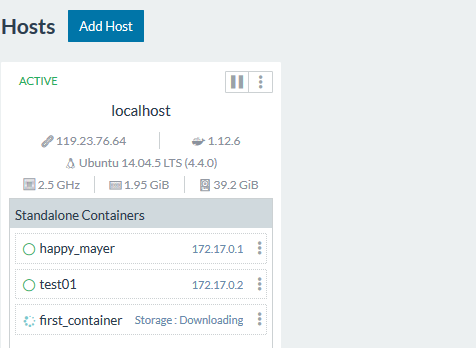 Hosts Add Host
ACTIVE
localhost
119.23.76.64 1.12.6
Ubuntu 14.04.5 LTS (4.4.0)
2.5 GHz 1.95 GiB 39.2 GiB
Standalone Containers
happy_mayer 172.17.0.1
test01 172.17.0.2
first_container Storage : Downloading